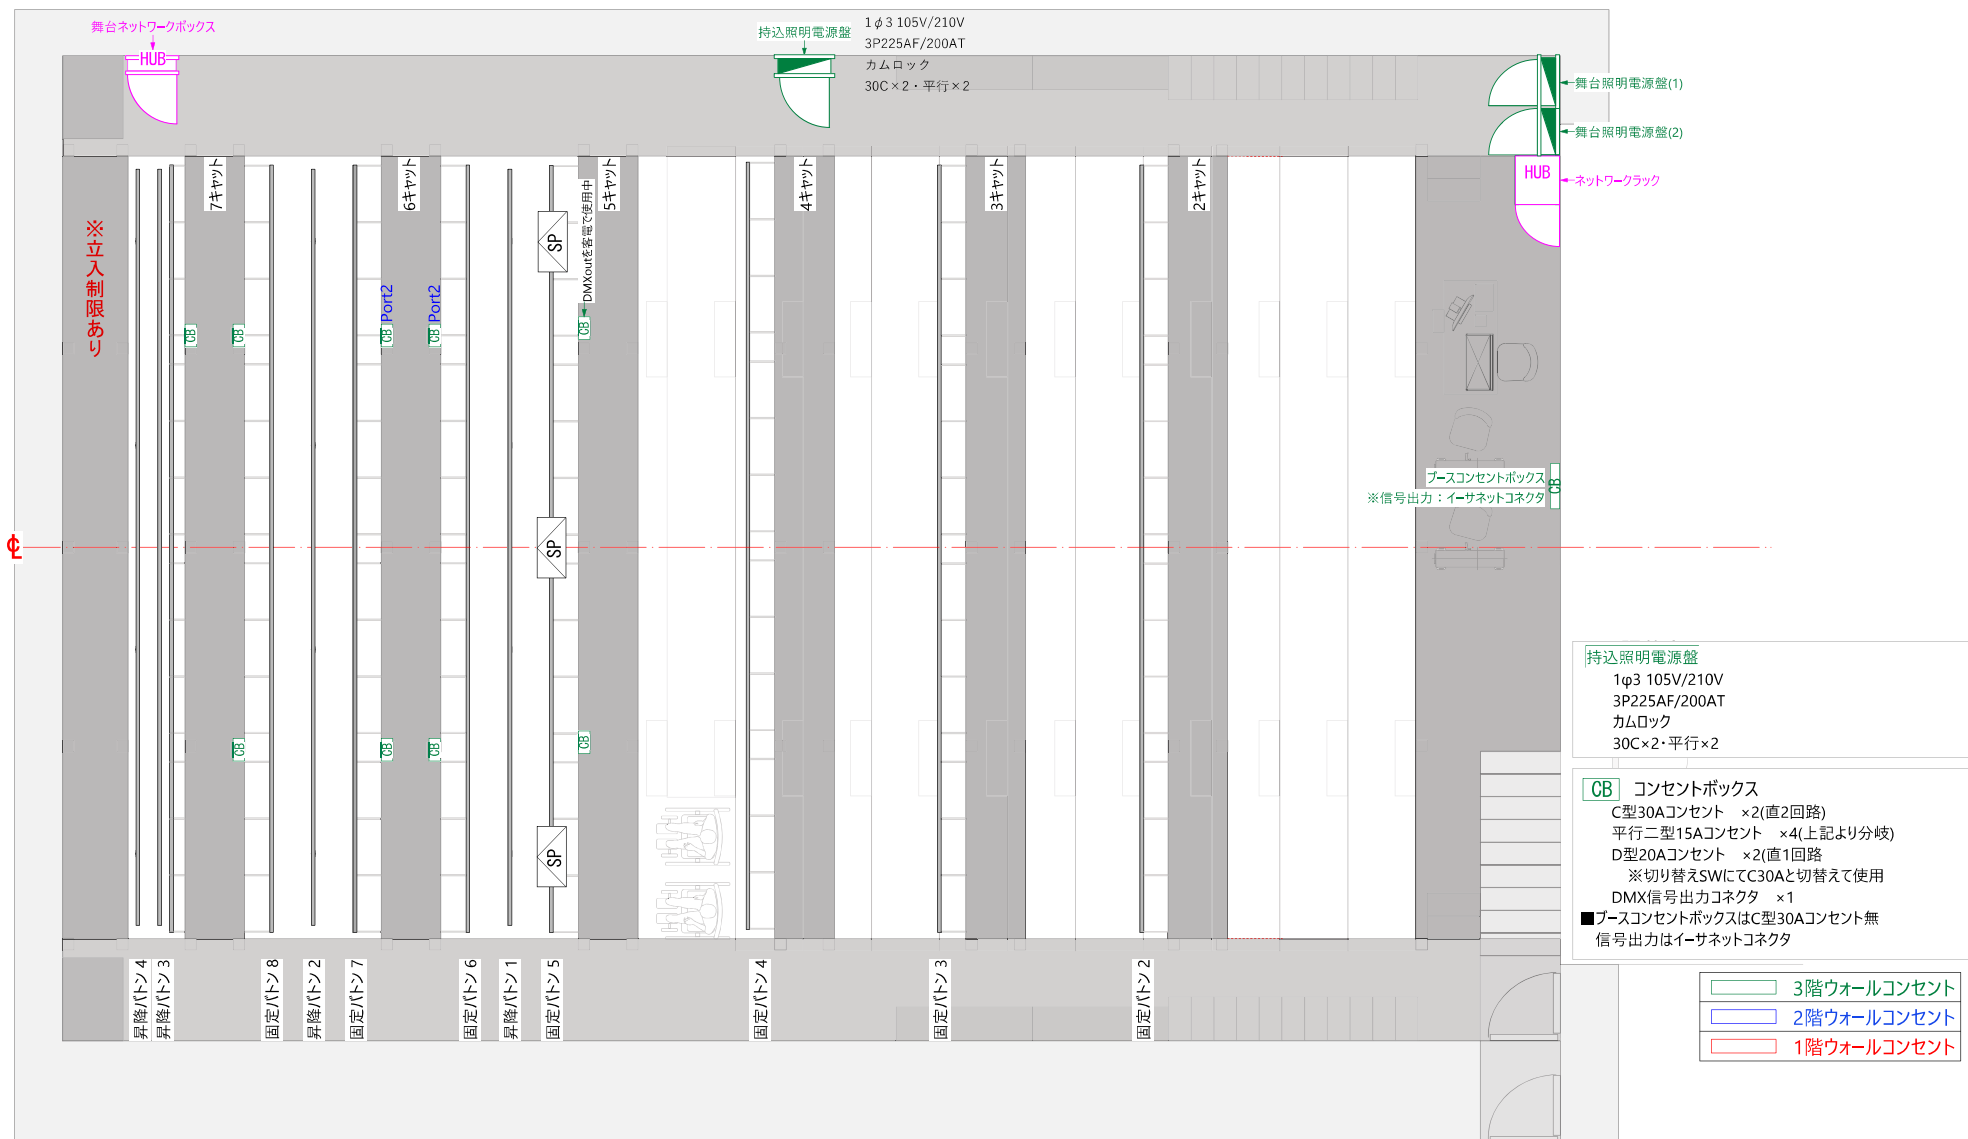 舞台ネットワークボックス
HUB
持込照明電源盤
1φ3 105V/210V
3P225AF/200AT
カムロック
30C×2・平行×2
舞台照明電源盤(1)
舞台照明電源盤(2)
HUB
ネットワークラック
7キャット
6キャット
5キャット
4キャット
3キャット
2キャット
※立入制限あり
DMXoutを客電で使用中
SP
Port2
Port2
CB
CB
CB
CB
CB
ブースコンセントボックス
※信号出力：イーサネットコネクタ
CB
℄
SP
CB
CB
CB
CB
SP
昇降バトン 4
昇降バトン 3
固定バトン 8
昇降バトン 2
固定バトン 7
固定バトン 6
昇降バトン 1
固定バトン 5
固定バトン 4
固定バトン 3
固定バトン 2
持込照明電源盤
1φ3 105V/210V
3P225AF/200AT
カムロック
30C×2・平行×2
CB コンセントボックス
C型30Aコンセント ×2(直2回路)
平行二型15Aコンセント ×4(上記より分岐)
D型20Aコンセント ×2(直1回路
※切り替えSWにてC30Aと切替えて使用
DMX信号出力コネクタ ×1
■ブースコンセントボックスはC型30Aコンセント無
信号出力はイーサネットコネクタ
3階ウォールコンセント
2階ウォールコンセント
1階ウォールコンセント